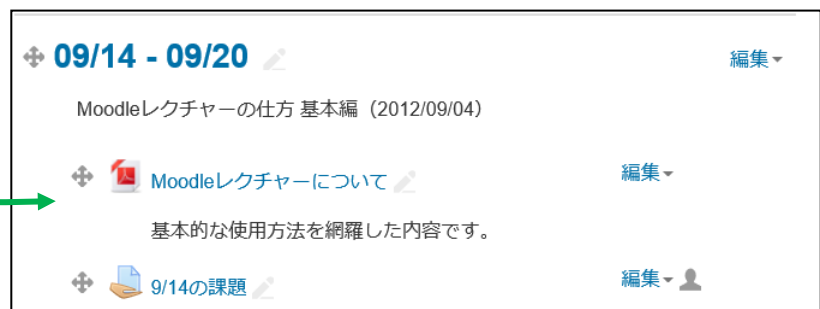 09/14 - 09/20 編集
Moodleレクチャーの仕方 基本編（2012/09/04）
Moodleレクチャーについて 編集
基本的な使用方法を網羅した内容です。
9/14の課題 編集